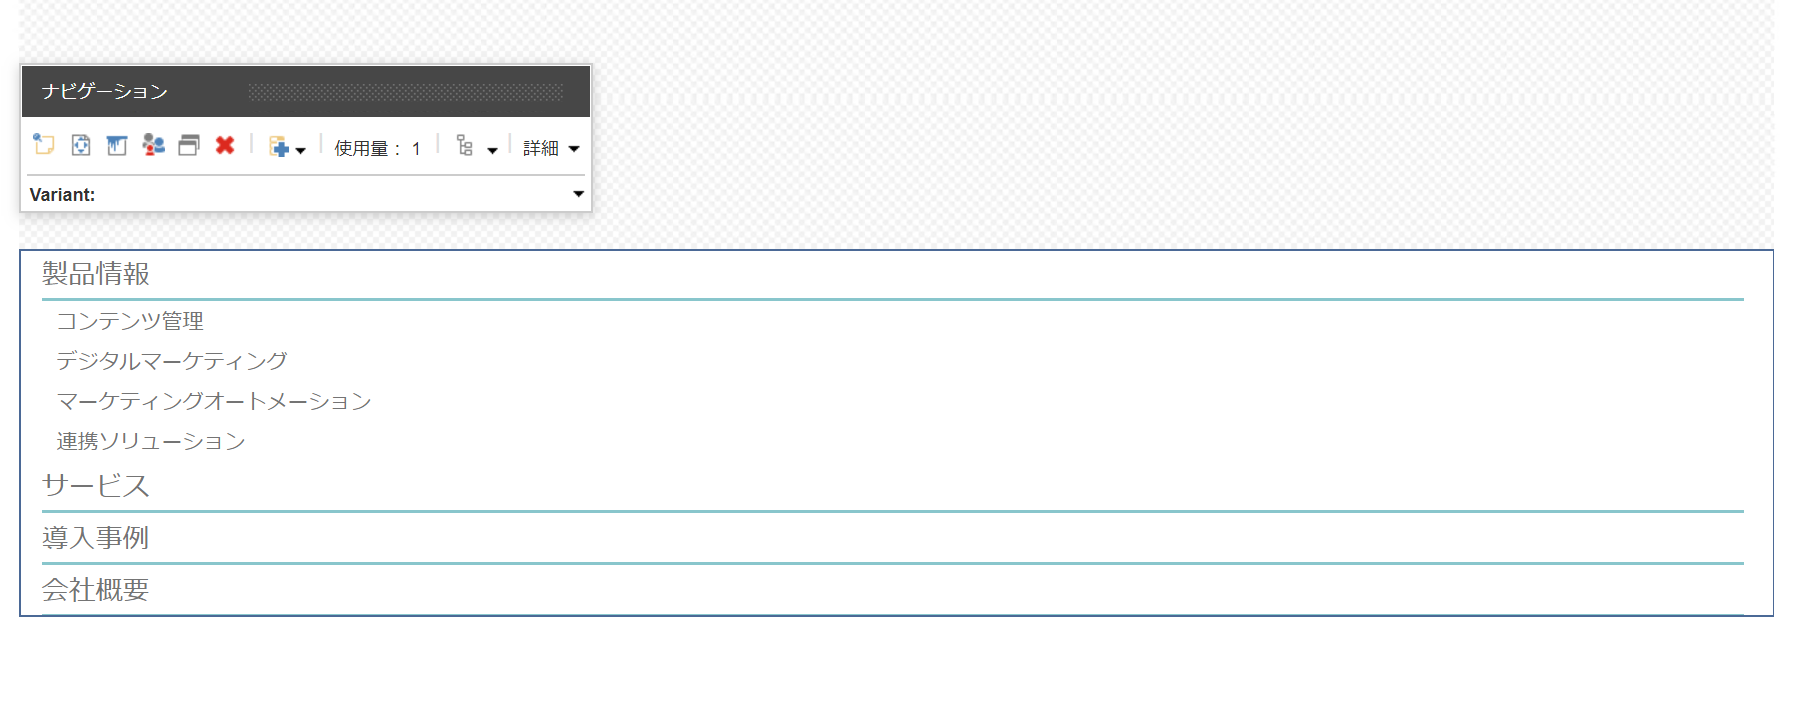 ナビゲーション
使用量： 1 詳細
Variant:
製品情報
コンテンツ管理
デジタルマーケティング
マーケティングオートメーション
連携ソリューション
サービス
導入事例
会社概要